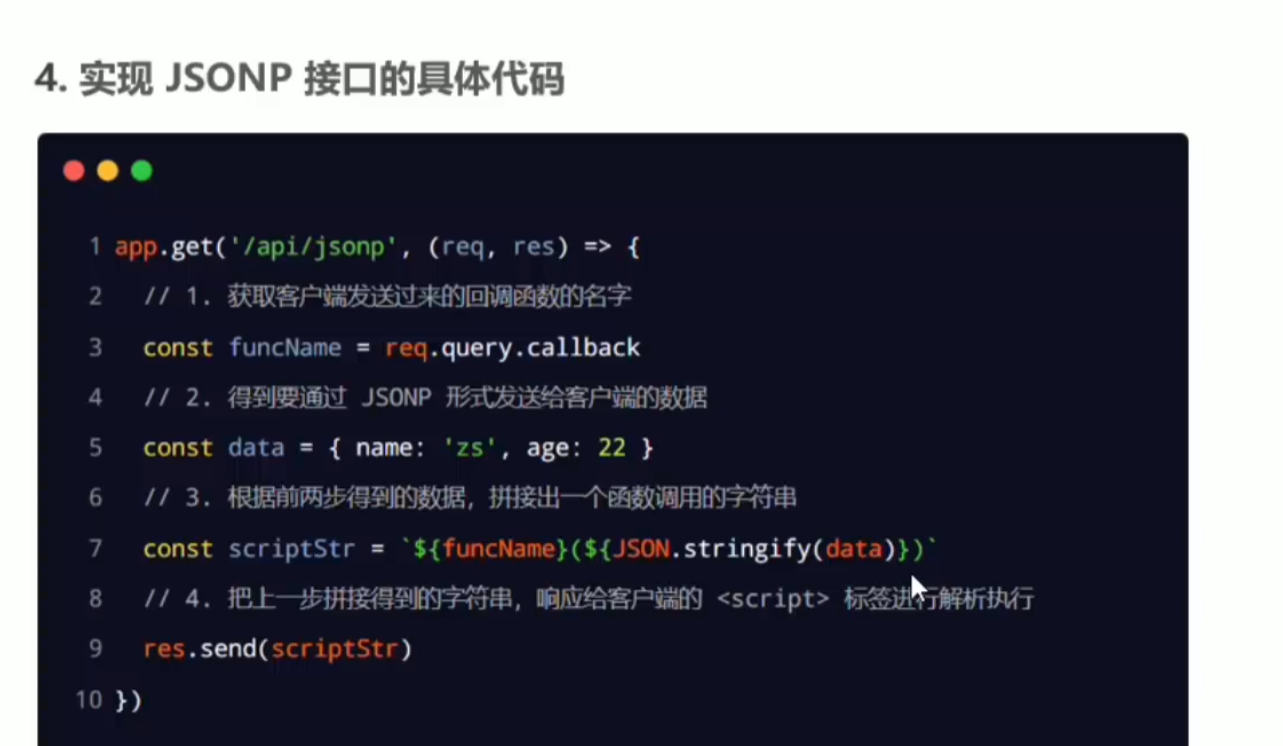 4. 实现 JSONP 接口的具体代码
1 app.get('/api/jsonp', (req, res) => {
2 // 1. 获取客户端发送过来的回调函数的名字
3 const funcName = req.query.callback
4 // 2. 得到要通过 JSONP 形式发送给客户端的数据
5 const data = { name: 'zs', age: 22 }
6 // 3. 根据前两步得到的数据，拼接出一个函数调用的字符串
7 const scriptStr = `${funcName}(${JSON.stringify(data)})`
8 // 4. 把上一步拼接得到的字符串，响应给客户端的 <script> 标签进行解析执行
9 res.send(scriptStr)
10 })